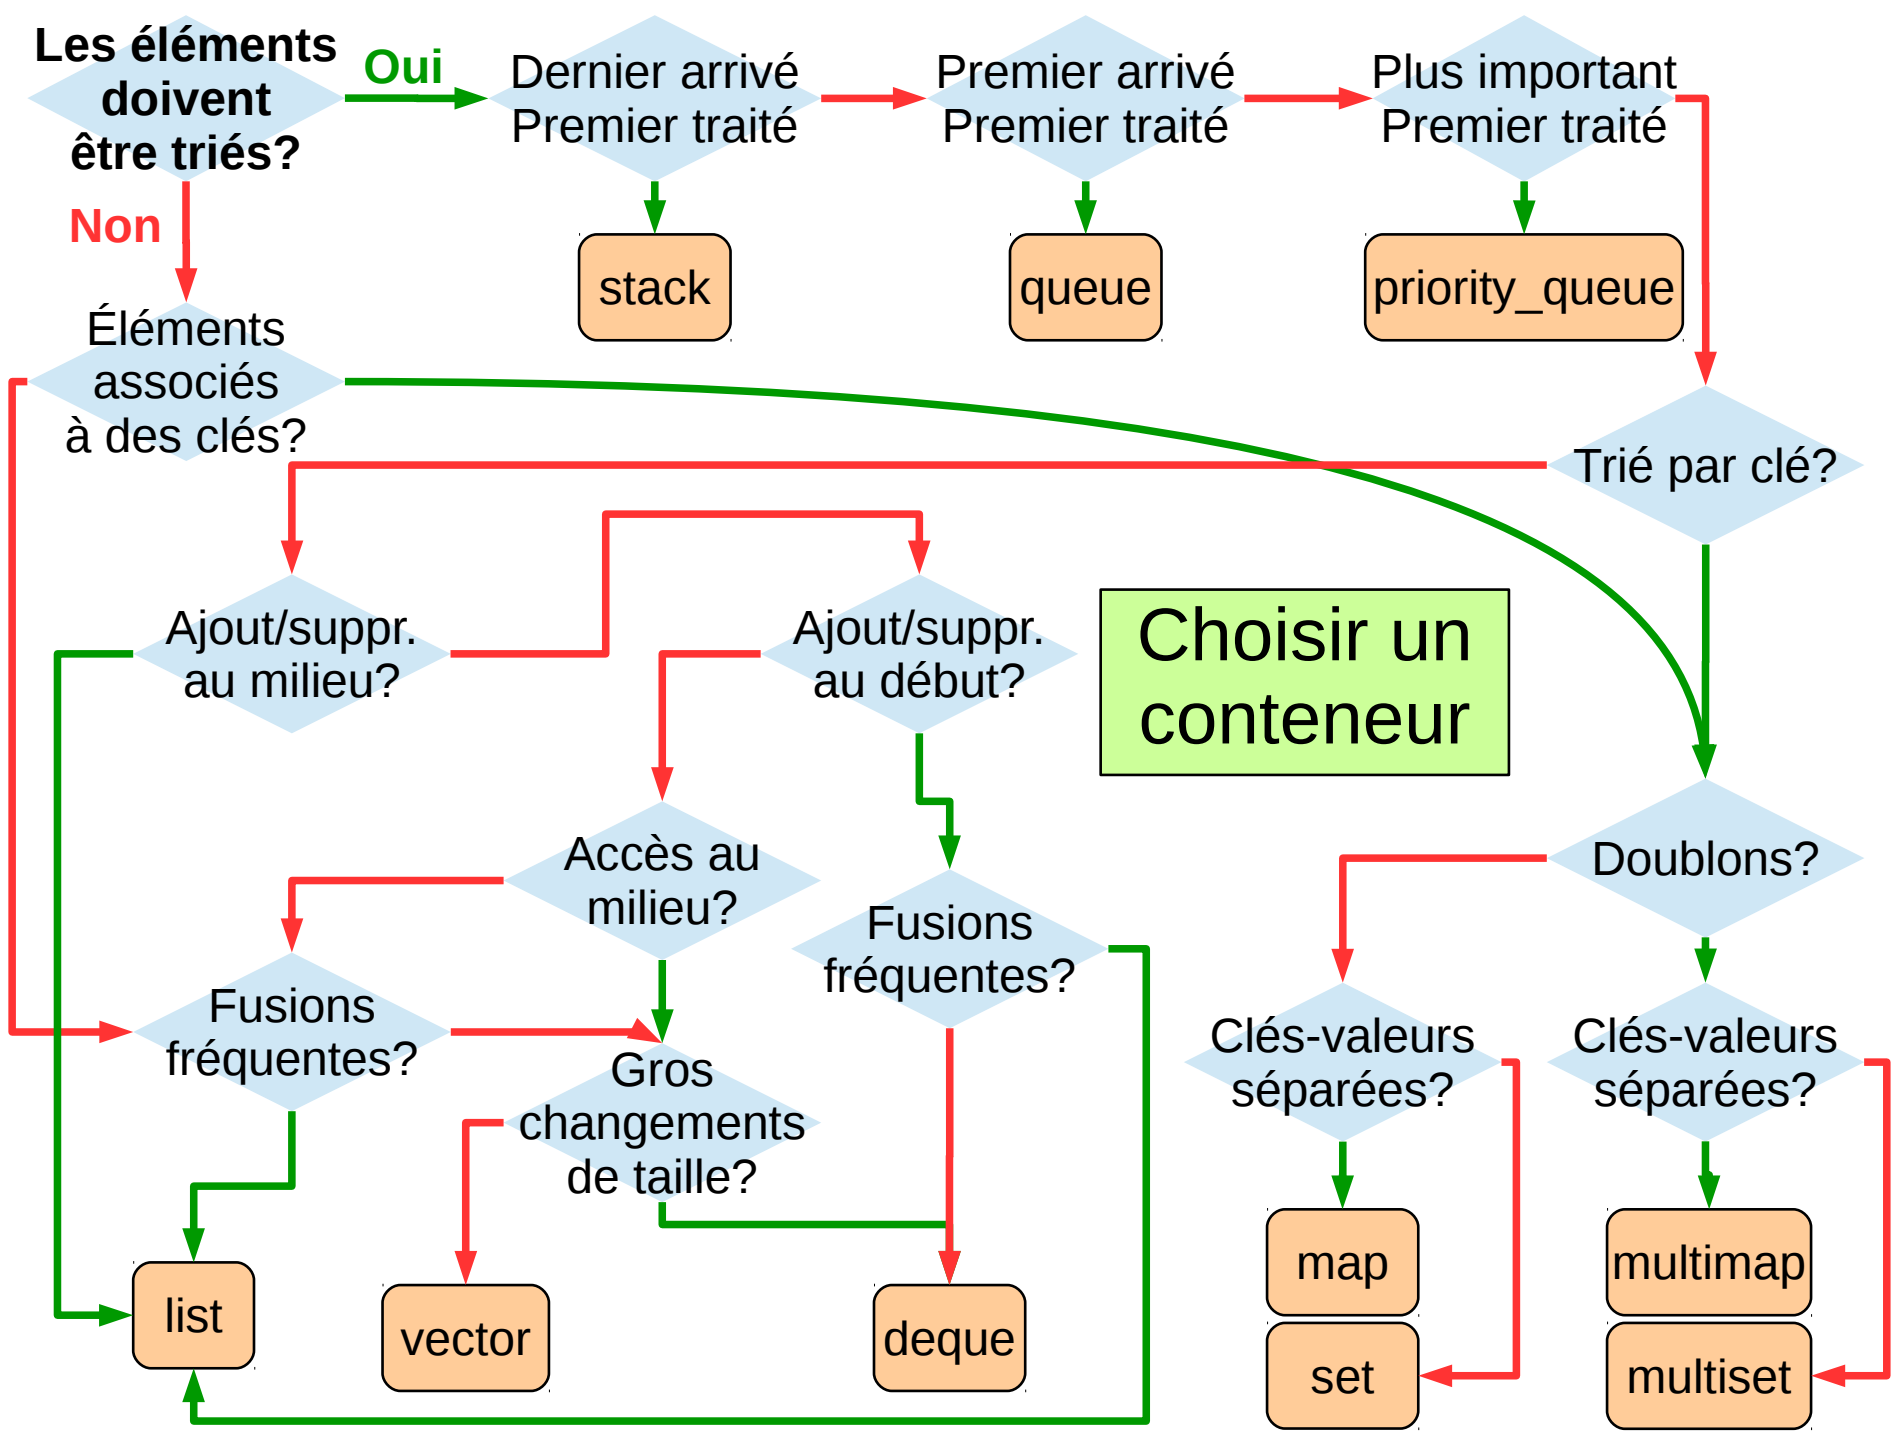 Les éléments
doivent
être triés?
Oui
Dernier arrivé
Premier traité
Premier arrivé
Premier traité
Plus important
Premier traité
Non
stack
queue
priority_queue
Éléments
associés
à des clés?
Trié par clé?
Ajout/suppr.
au milieu?
Ajout/suppr.
au début?
Choisir un
conteneur
Accès au
milieu?
Doublons?
Fusions
fréquentes?
Fusions
fréquentes?
Gros
changements
de taille?
Clés-valeurs
séparées?
Clés-valeurs
séparées?
list
vector
deque
map
multimap
set
multiset